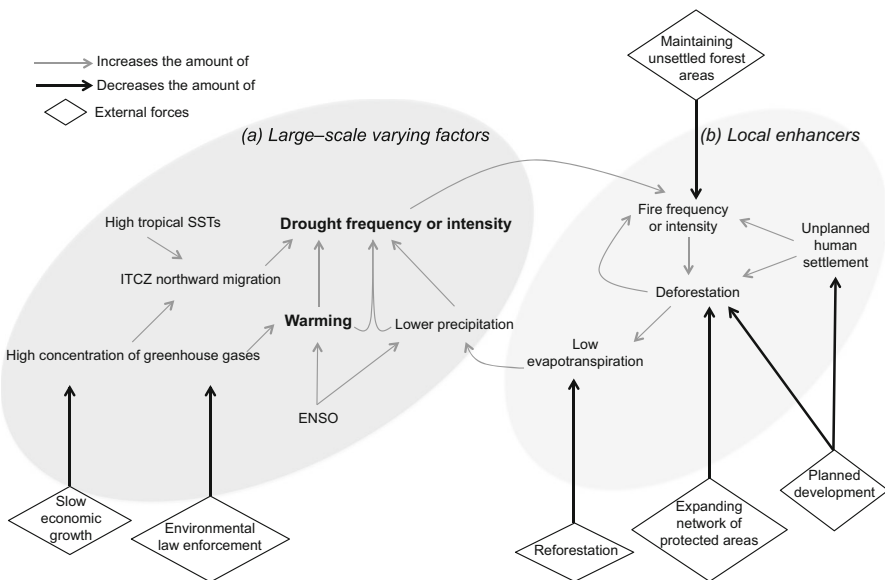 Increases the amount of
Decreases the amount of
External forces
Maintaining
unsettled forest
areas
(a) Large–scale varying factors
(b) Local enhancers
High tropical SSTs
Drought frequency or intensity
Fire frequency
or intensity
Unplanned
human
settlement
ITCZ northward migration
Deforestation
Warming
Lower precipitation
High concentration of greenhouse gases
Low
evapotranspiration
ENSO
Slow
economic
growth
Environmental
law enforcement
Reforestation
Expanding
network of
protected areas
Planned
development